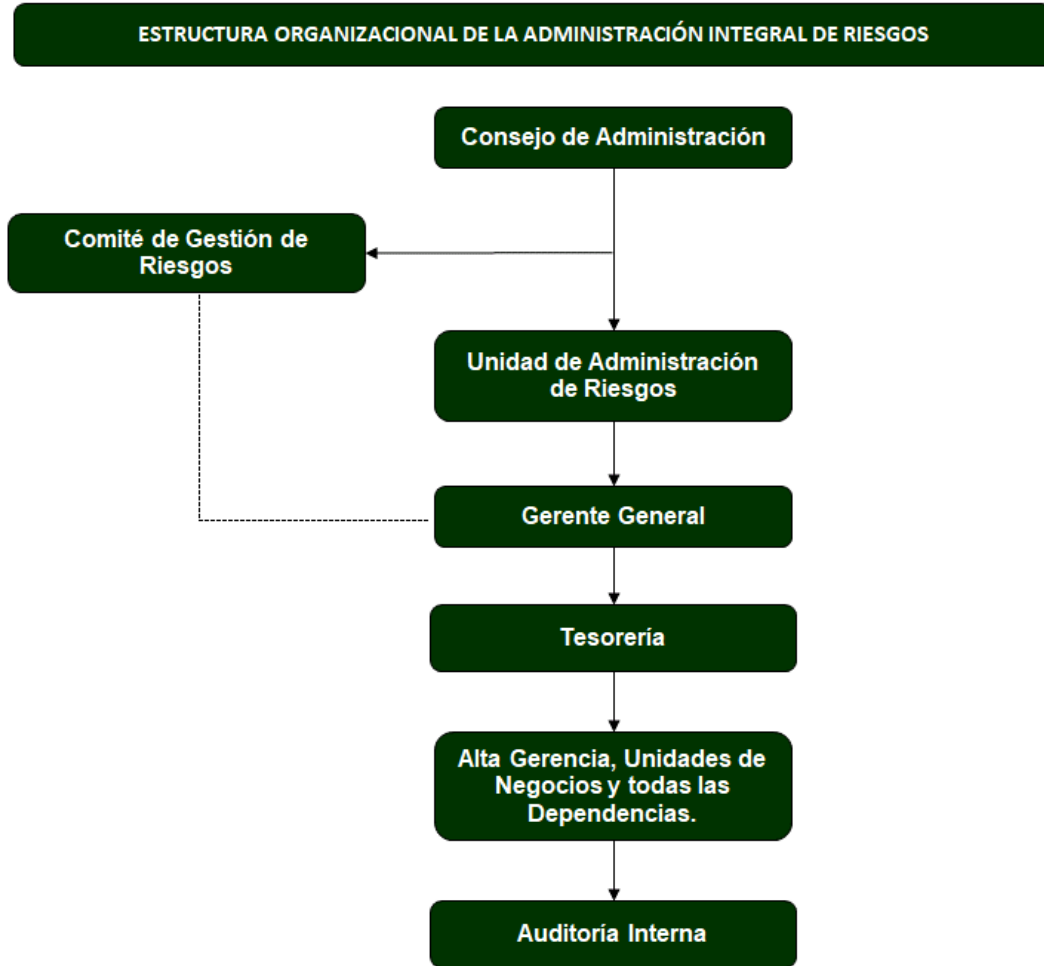 ESTRUCTURA ORGANIZACIONAL DE LA ADMINISTRACIÓN INTEGRAL DE RIESGOS
Consejo de Administración
Comité de Gestión de
Riesgos
Unidad de Administración
de Riesgos
Gerente General
Tesorería
Alta Gerencia, Unidades de
Negocios y todas las
Dependencias.
Auditoría Interna